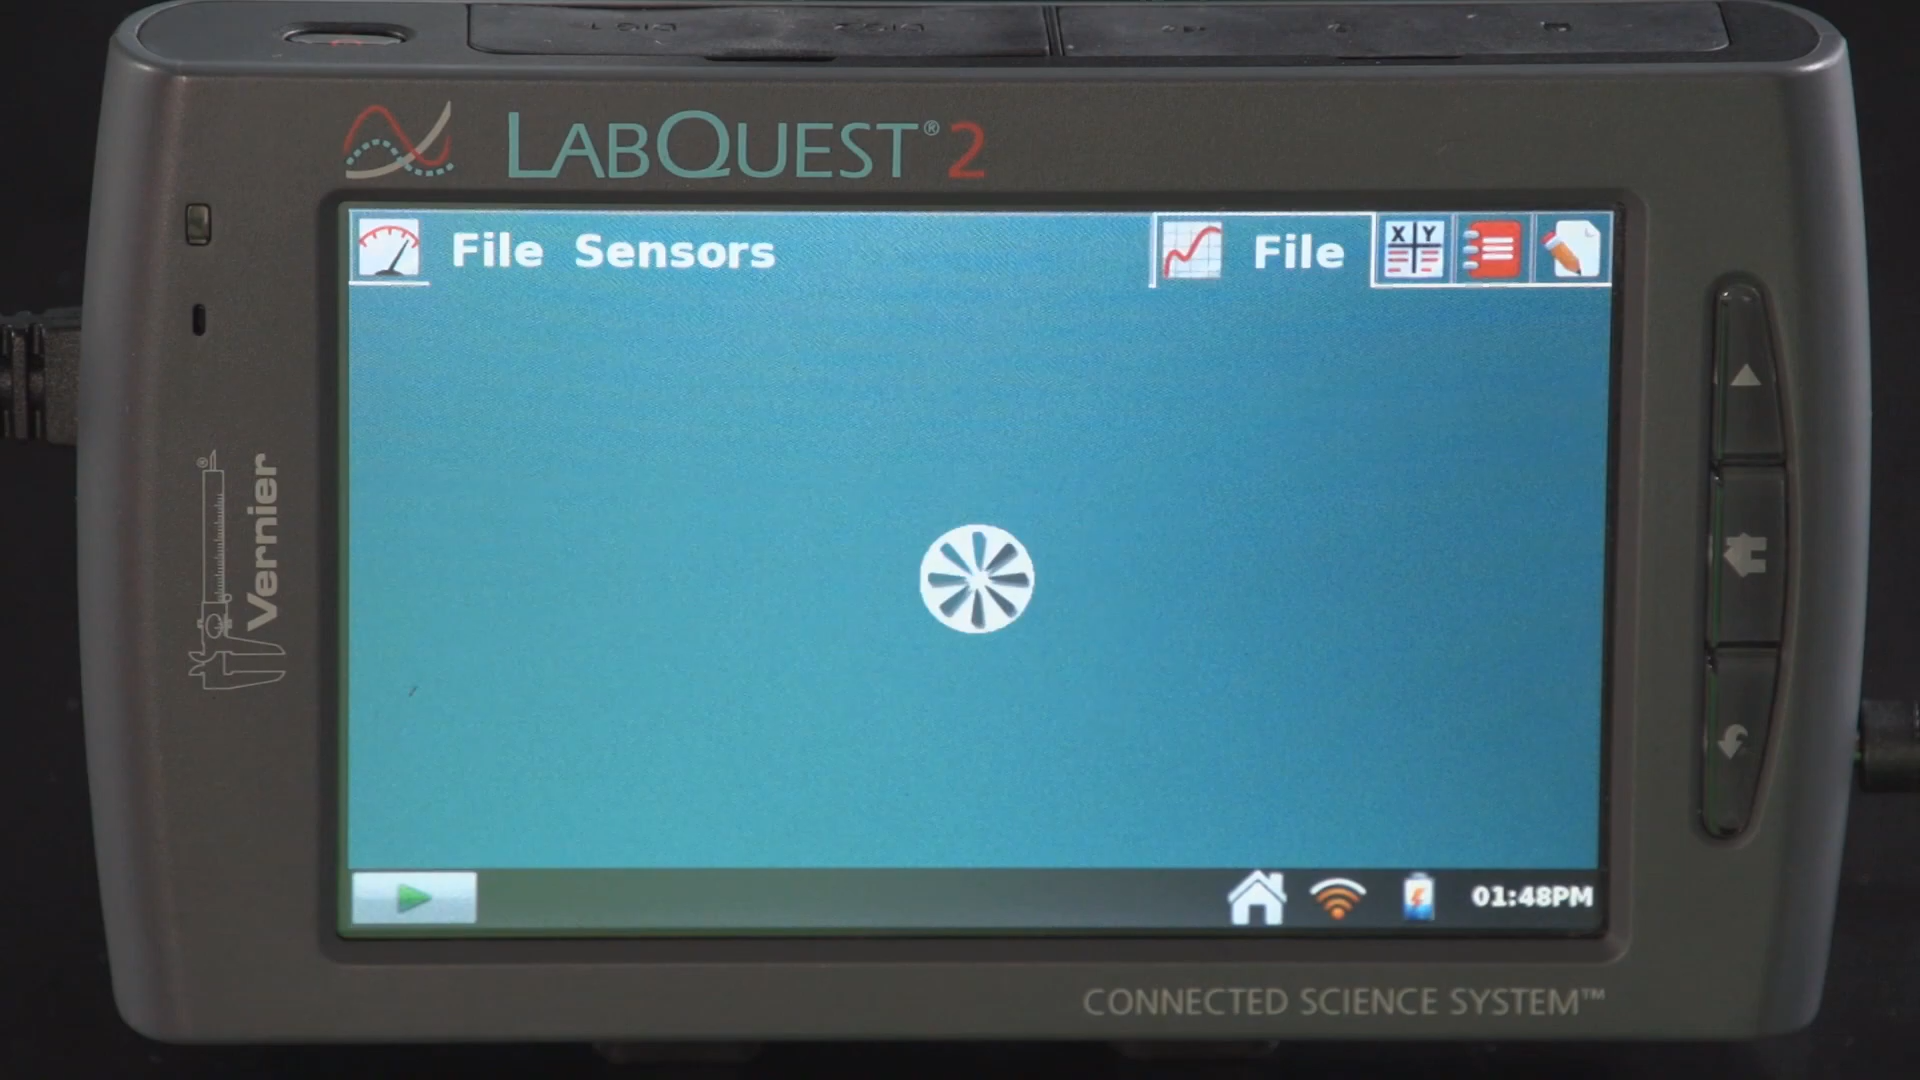 LABQUEST® 2
File Sensors
File
X Y
01:48PM
Vernier®
CONNECTED SCIENCE SYSTEM™